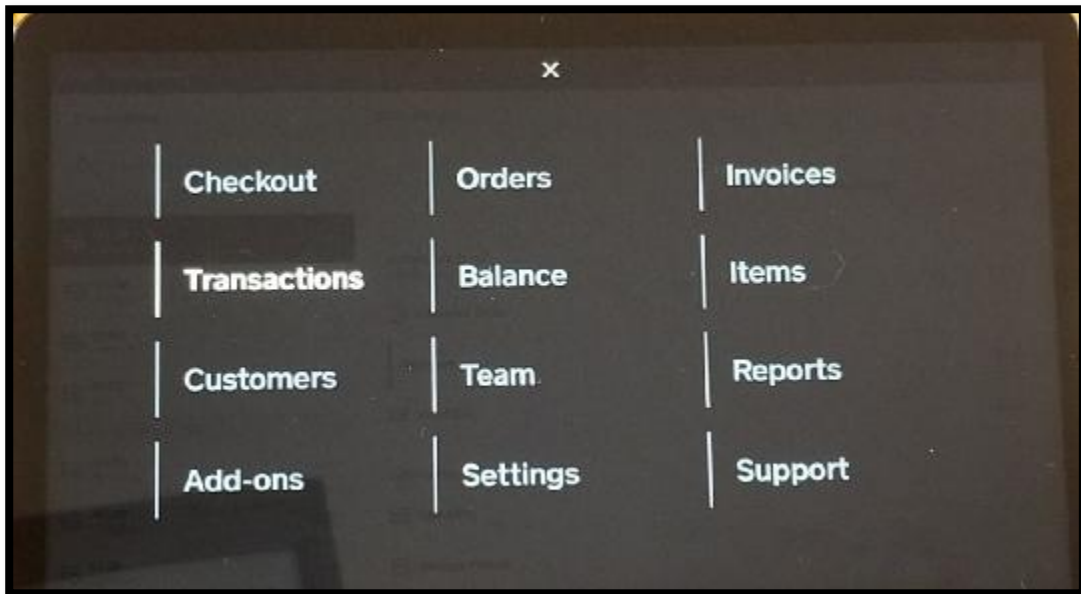 ×
Checkout
Orders
Invoices
Transactions
Balance
Items
Customers
Team
Reports
Add-ons
Settings
Support